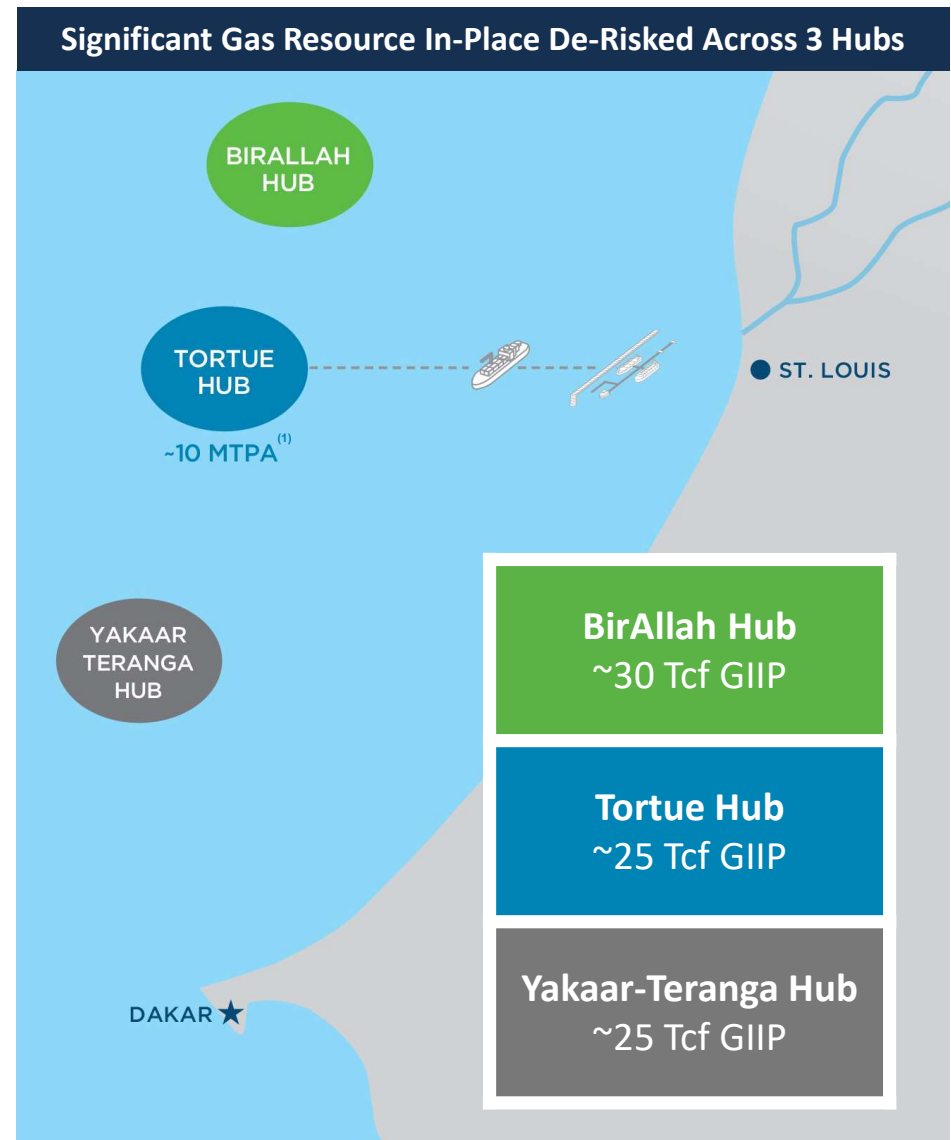 Significant Gas Resource In-Place De-Risked Across 3 Hubs
BIRALLAH
HUB
TORTUE
HUB
~10 MTPA(1)
ST. LOUIS
YAKAAR
TERANGA
HUB
BirAllah Hub
~30 Tcf GIIP
Tortue Hub
~25 Tcf GIIP
Yakaar-Teranga Hub
~25 Tcf GIIP
DAKAR